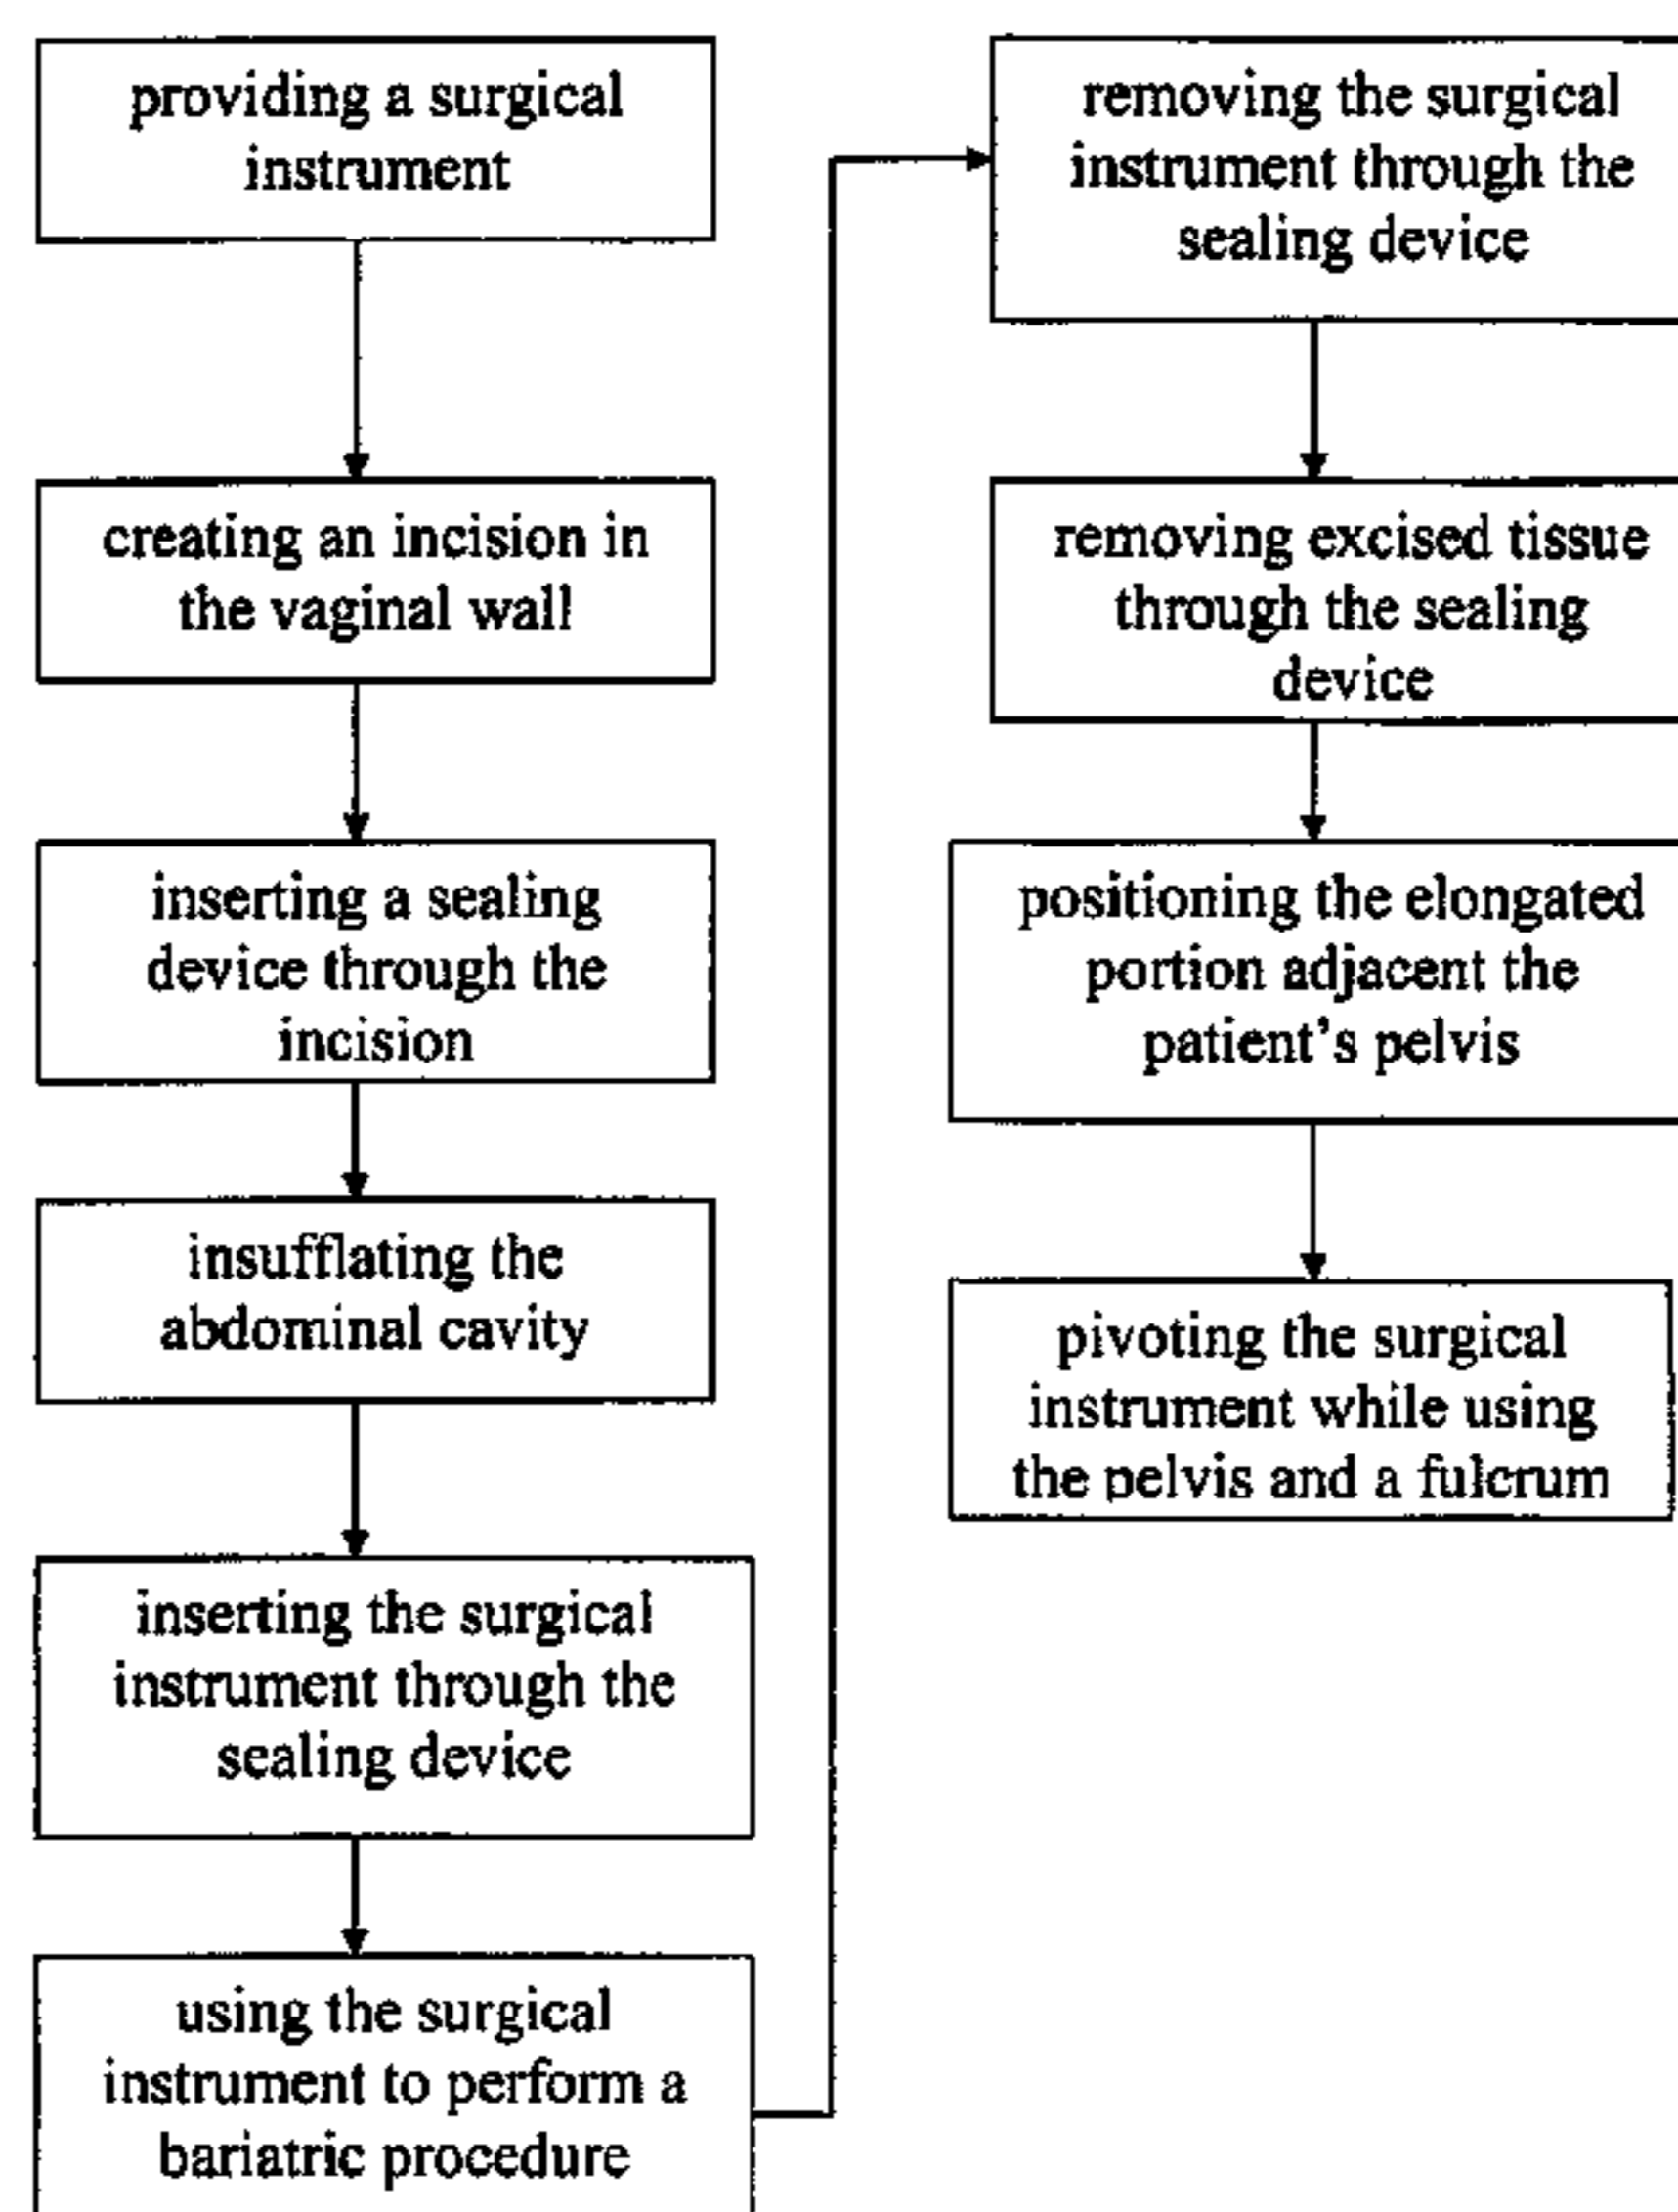 providing a surgical
instrument
creating an incision in
the vaginal wall
inserting a sealing
device through the
incision
insufflating the
abdominal cavity
inserting the surgical
instrument through the
sealing device
using the surgical
instrument to perform a
bariatric procedure
removing the surgical
instrument through the
sealing device
removing excised tissue
through the sealing
device
positioning the elongated
portion adjacent the
patient's pelvis
pivoting the surgical
instrument while using
the pelvis and a fulcrum